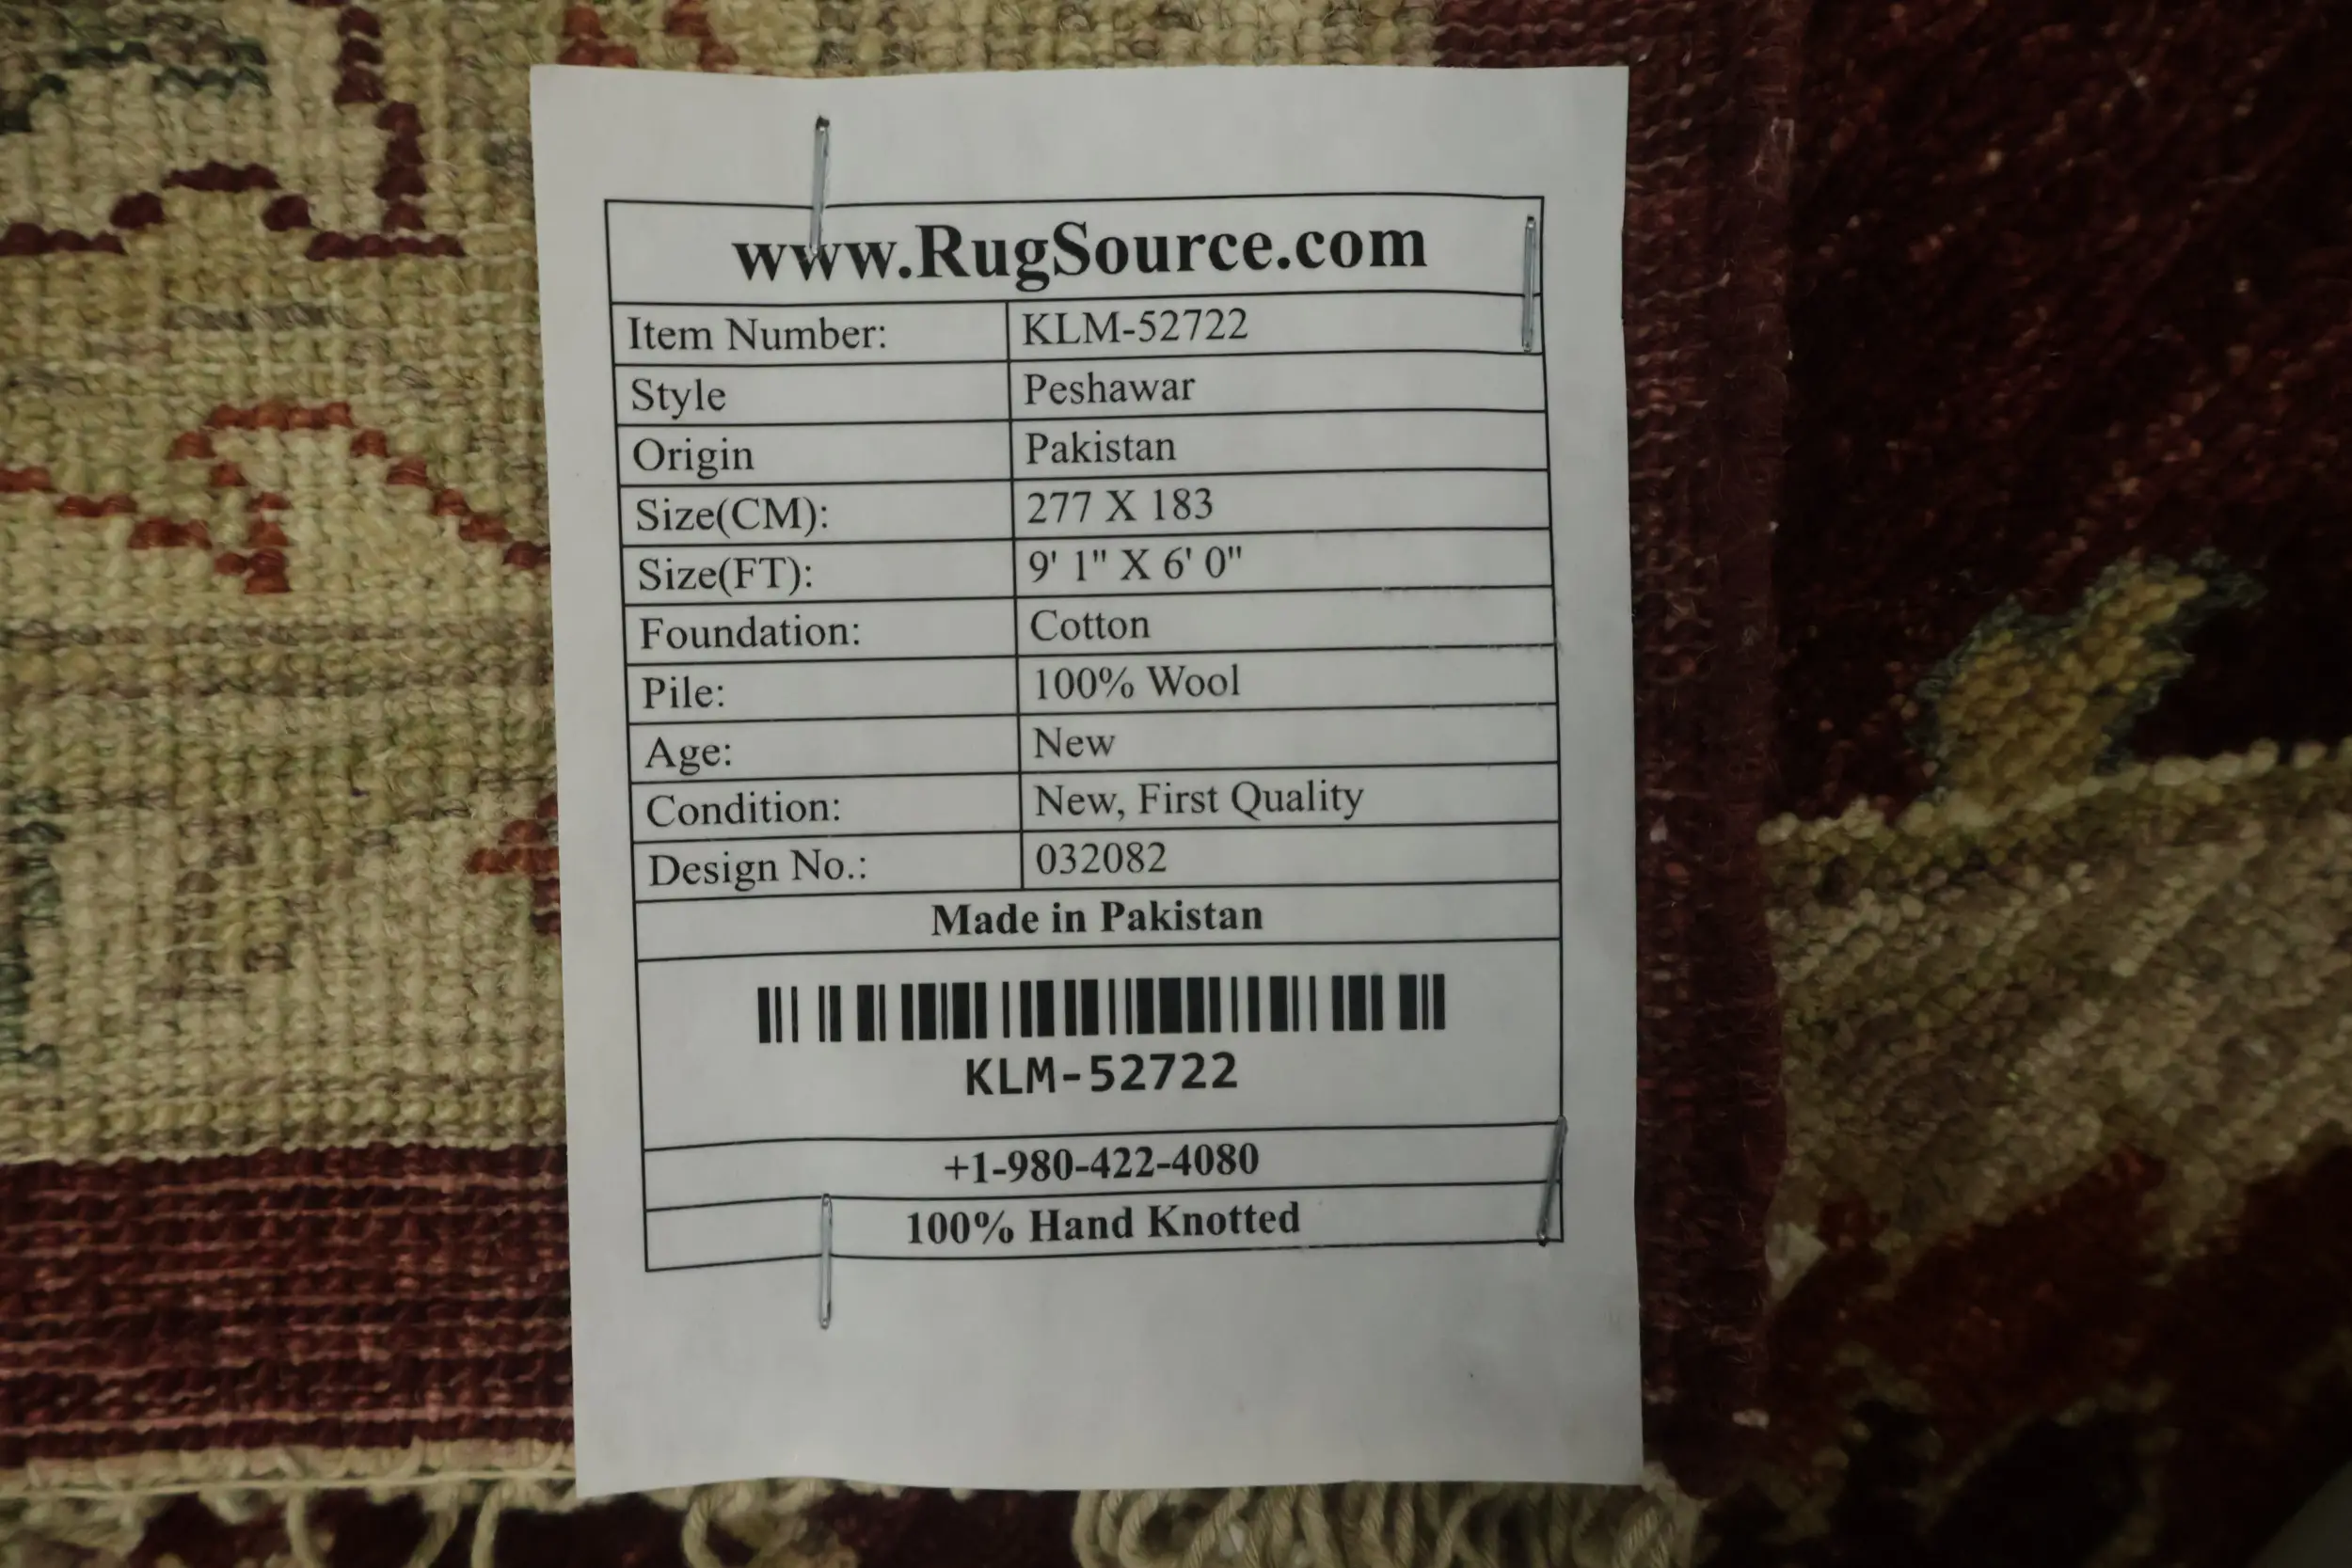 www.RugSource.com
Item Number: KLM-52722
Style Peshawar
Origin Pakistan
Size(CM): 277 X 183
Size(FT): 9' 1" X 6' 0"
Foundation: Cotton
Pile: 100% Wool
Age: New
Condition: New, First Quality
Design No.: 032082
Made in Pakistan
KLM-52722
+1-980-422-4080
100% Hand Knotted